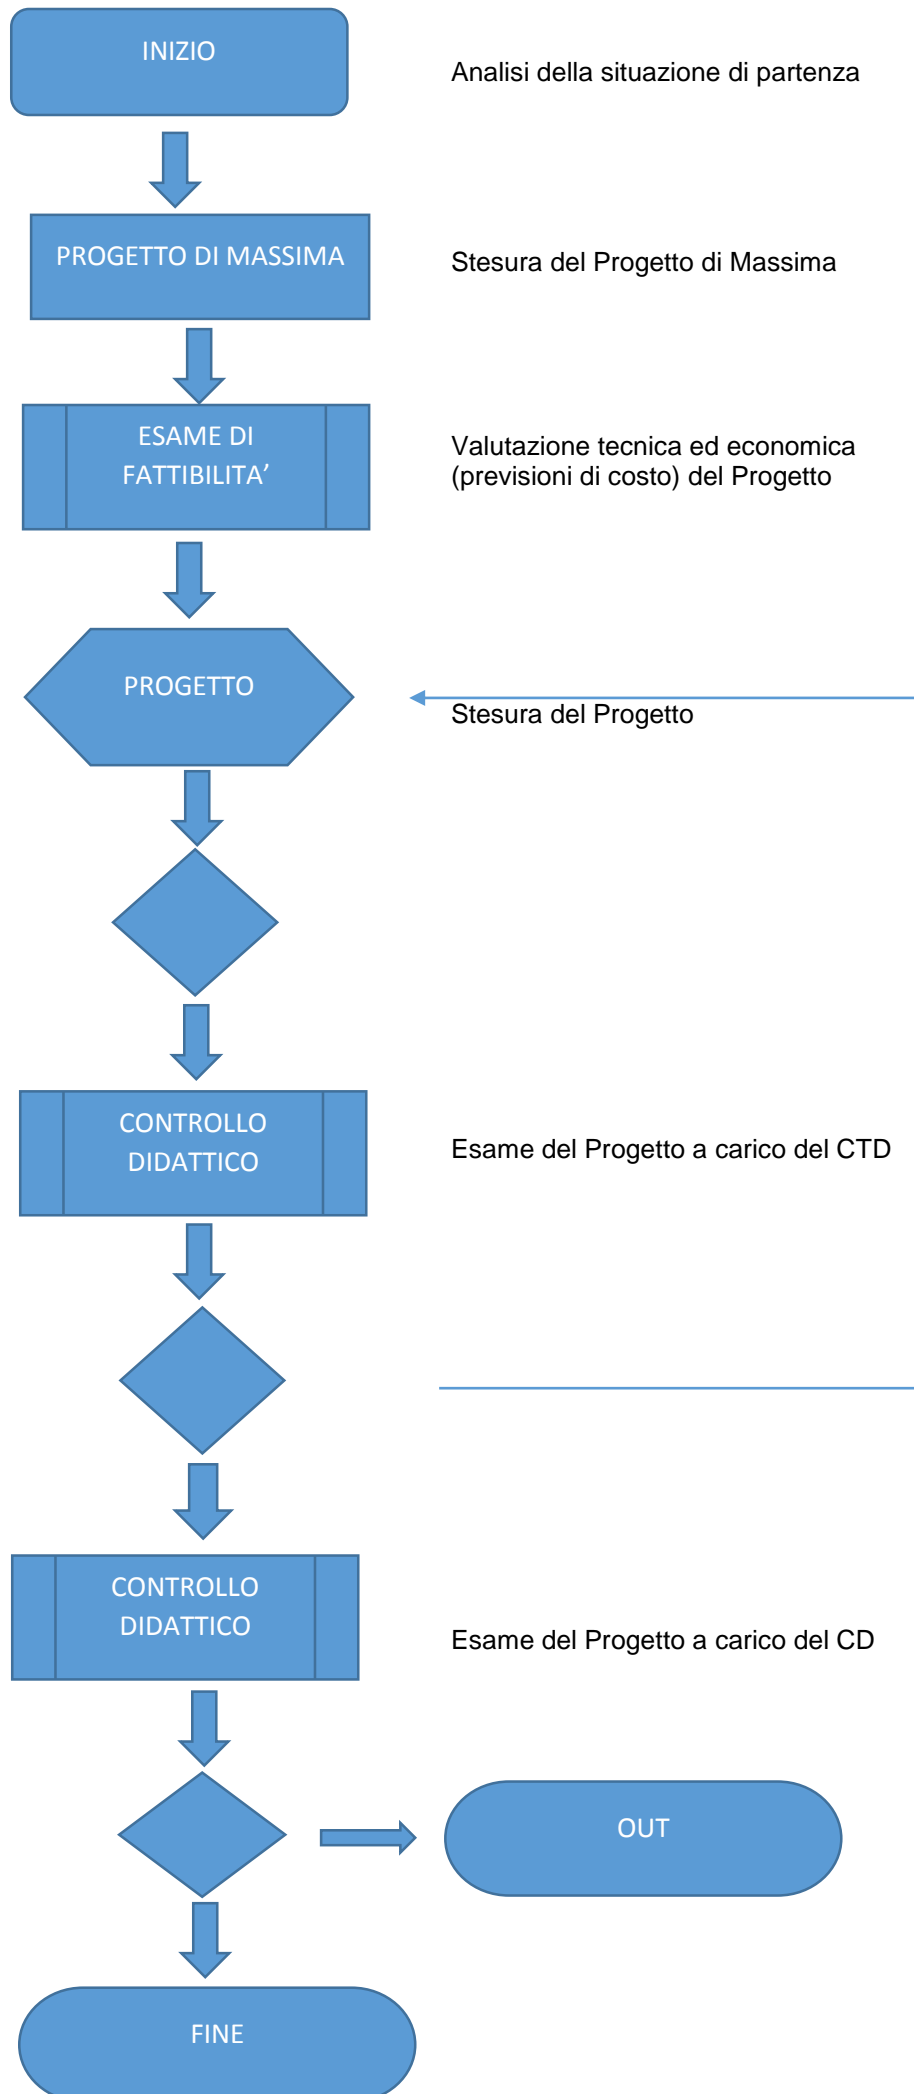 INIZIO
Analisi della situazione di partenza
PROGETTO DI MASSIMA
Stesura del Progetto di Massima
ESAME DI
FATTIBILITA’
Valutazione tecnica ed economica
(previsioni di costo) del Progetto
PROGETTO
Stesura del Progetto
CONTROLLO
DIDATTICO
Esame del Progetto a carico del CTD
CONTROLLO
DIDATTICO
Esame del Progetto a carico del CD
OUT
FINE